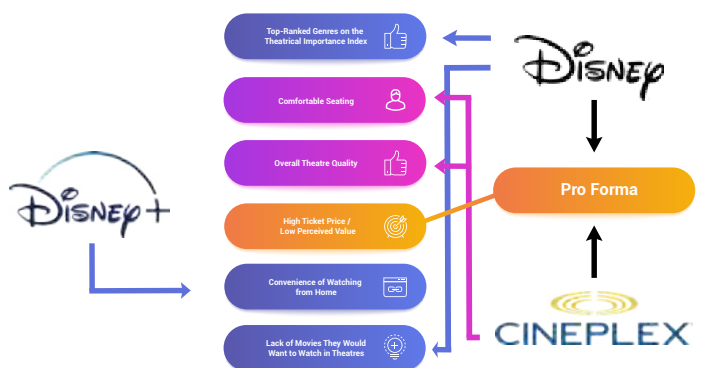 Top-Ranked Genres on the
Theatrical Importance Index
Disney
Comfortable Seating
Overall Theatre Quality
Pro Forma
Disney+
High Ticket Price /
Low Perceived Value
Convenience of Watching
from Home
CINEPLEX
Lack of Movies They Would
Want to Watch in Theatres